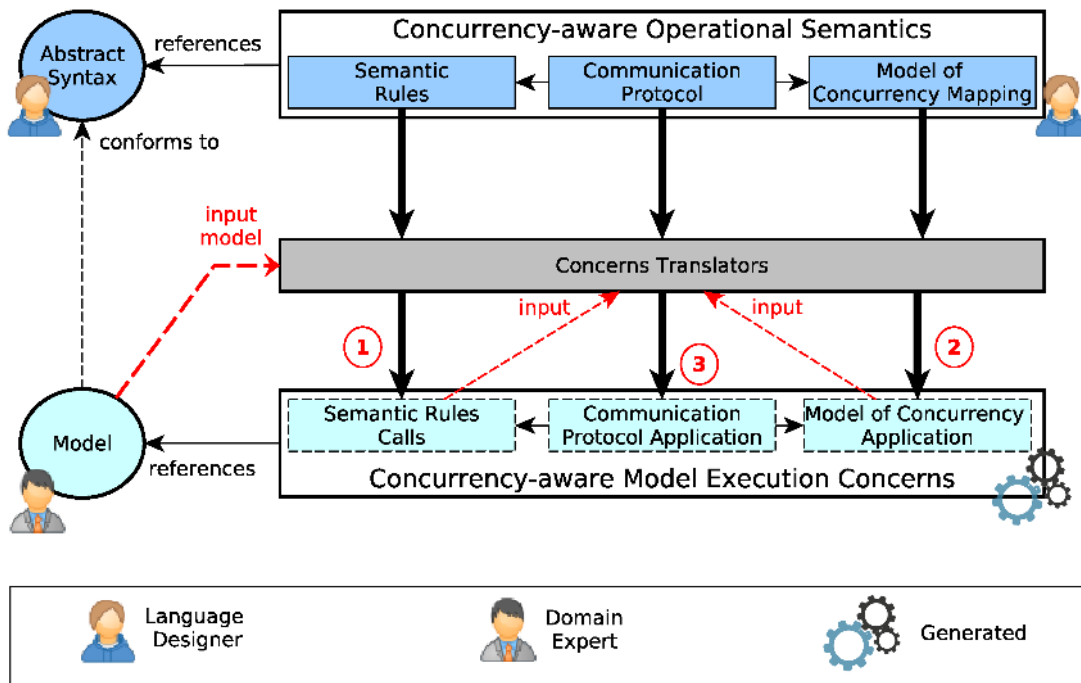 Concurrency-aware Operational Semantics
Abstract
Syntax
references
Semantic
Rules
Communication
Protocol
Model of
Concurrency Mapping
conforms to
input
model
Concerns Translators
input
input
1
3
2
Semantic Rules
Calls
Communication
Protocol Application
Model of Concurrency
Application
Model
references
Concurrency-aware Model Execution Concerns
Language
Designer
Domain
Expert
Generated